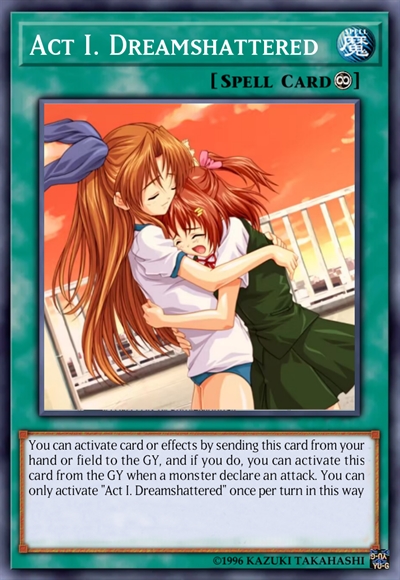 Act I. Dreamshattered
魔
[Spell Card]
You can activate card or effects by sending this card from your
hand or field to the GY, and if you do, you can activate this
card from the GY when a monster declare an attack. You can
only activate "Act I. Dreamshattered" once per turn in this way
©1996 KAZUKI TAKAHASHI